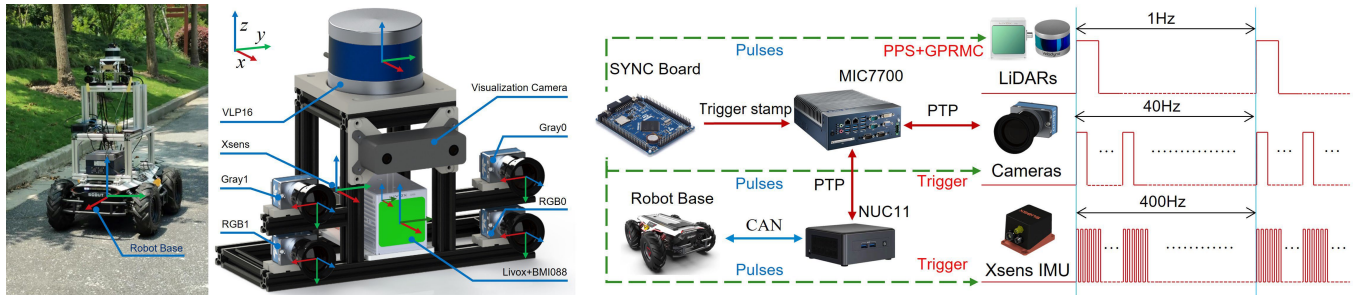 Robot Base
z
y
x
VLP16
Visualization Camera
Xsens
Gray0
Gray1
RGB1
RGB0
Livox+BMI088
Pulses
PPS+GPRMC
LiDARs
1Hz
SYNC Board
MIC7700
Trigger stamp
PTP
40Hz
Cameras
Pulses
PTP
Trigger
Robot Base
NUC11
CAN
400Hz
Pulses
Trigger
Xsens IMU